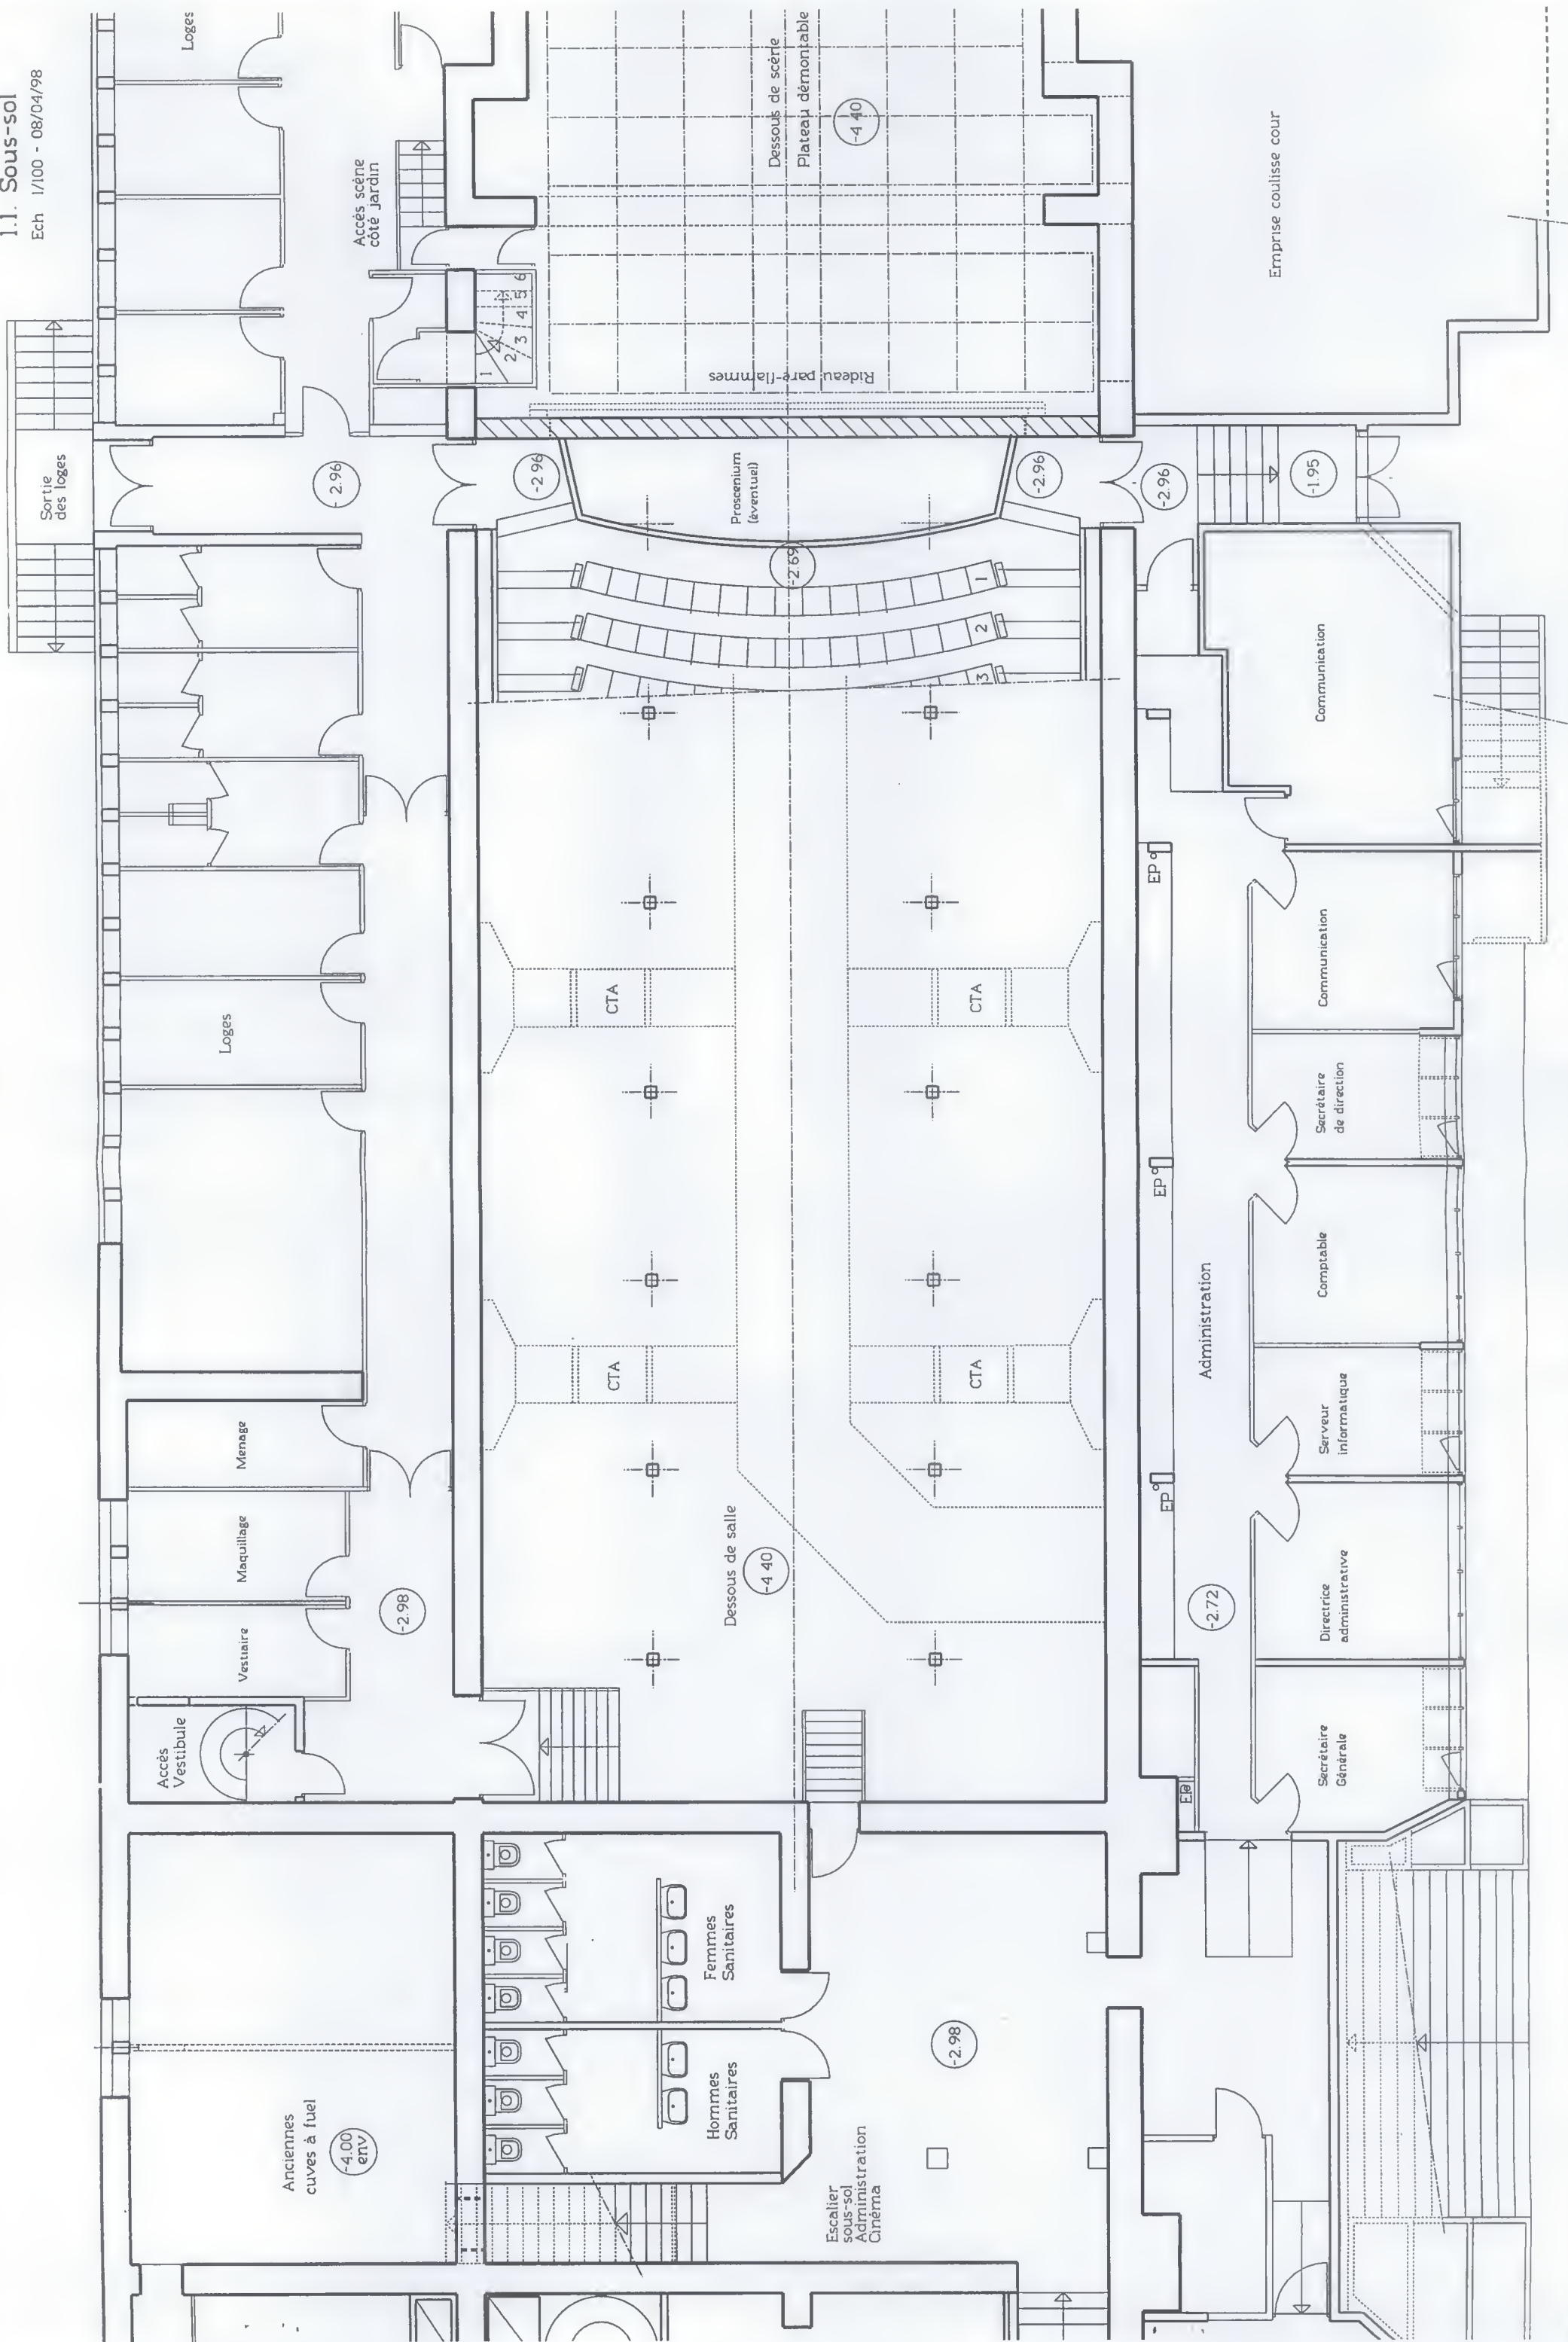 1.1. Sous-sol
Ech 1/100 - 08/04/98
Loges
Sortie
des loges
Accès scène
côté jardin
Dessous de scène
Plateau démontable
-4 40
Emprise coulisse cour
1
2
3
4
5
6
Rideau pare-flammes
-2.96
-2 96
Proscenium
(éventuel)
-2.96
-2.96
-1.95
-2.69
1
2
3
Communication
EP
Communication
CTA
CTA
Loges
Secrétaire
de direction
EP
Comptable
Administration
CTA
CTA
Serveur
informatique
Menage
EP
Maquillage
Dessous de salle
-4 40
-2.98
-2.72
Directrice
administrative
Vestiaire
Accès
Vestibule
EP
Secrétaire
Générale
Femmes
Sanitaires
Hommes
Sanitaires
-2.98
Anciennes
cuves à fuel
-4.00
env
Escalier
sous-sol
Administration
Cinéma